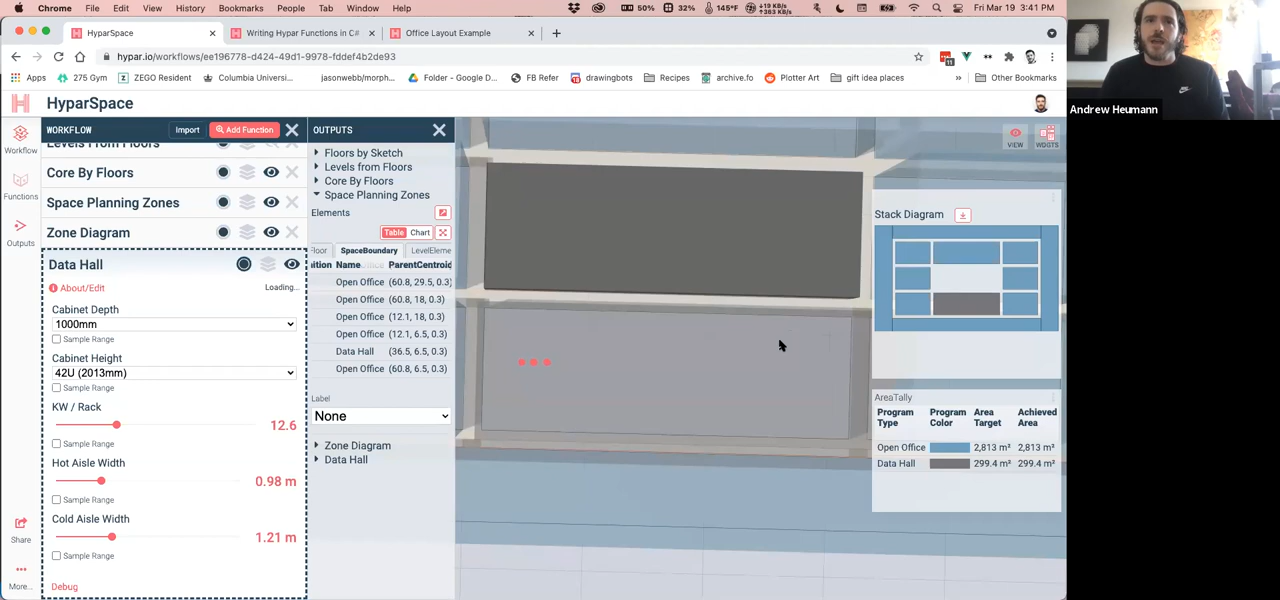 Chrome File Edit View History Bookmarks People Tab Window Help 50% 32% 145°F +19 KB/s +383 KB/s Fri Mar 19 3:41 PM
HyparSpace Writing Hypar Functions in C# Office Layout Example
hypar.io/workflows/ee196778-d424-49d1-9978-fddef4b2de93
Apps 275 Gym ZEGO Resident Columbia Universi... jasonwebb/morph... Folder - Google D... FB Refer drawingbots Recipes archive.fo Plotter Art gift idea places » Other Bookmarks
HyparSpace
Andrew Heumann
WORKFLOW Import Add Function
OUTPUTS
Workflow
Functions
Outputs
Share
More...
Levels From Floors
Core By Floors
Space Planning Zones
Zone Diagram
Data Hall
About/Edit Loading...
Cabinet Depth
1000mm
Sample Range
Cabinet Height
42U (2013mm)
Sample Range
KW / Rack
12.6
Sample Range
Hot Aisle Width
0.98 m
Sample Range
Cold Aisle Width
1.21 m
Sample Range
Debug
Floors by Sketch
Levels from Floors
Core By Floors
Space Planning Zones
Elements
Table Chart
Floor SpaceBoundary LevelEleme
ition Name ParentCentroid
Open Office (60.8, 29.5, 0.3)
Open Office (60.8, 18, 0.3)
Open Office (12.1, 18, 0.3)
Open Office (12.1, 6.5, 0.3)
Data Hall (36.5, 6.5, 0.3)
Open Office (60.8, 6.5, 0.3)
Label
None
Zone Diagram
Data Hall
VIEW WDGTS
Stack Diagram
AreaTally
Program Type Program Color Area Target Achieved Area
Open Office 2,813 m² 2,813 m²
Data Hall 299.4 m² 299.4 m²